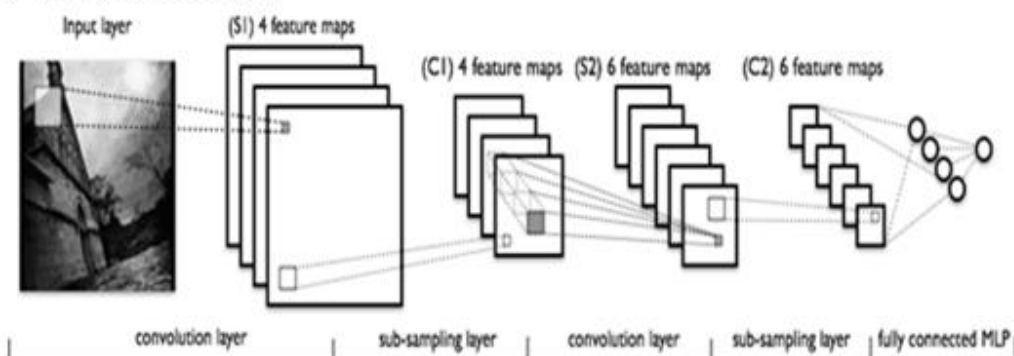 Input layer
(S1) 4 feature maps
(C1) 4 feature maps
(S2) 6 feature maps
(C2) 6 feature maps
convolution layer
sub-sampling layer
convolution layer
sub-sampling layer
fully connected MLP